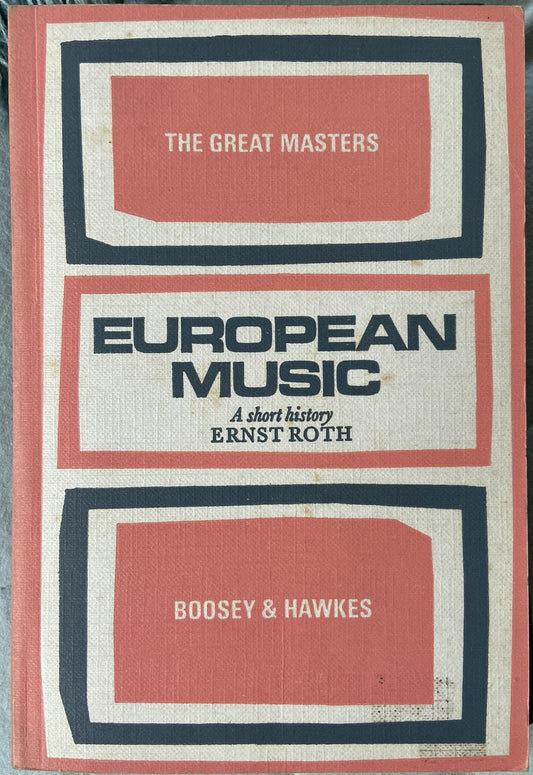 THE GREAT MASTERS
EUROPEAN
MUSIC
A short history
ERNST ROTH
BOOSEY & HAWKES